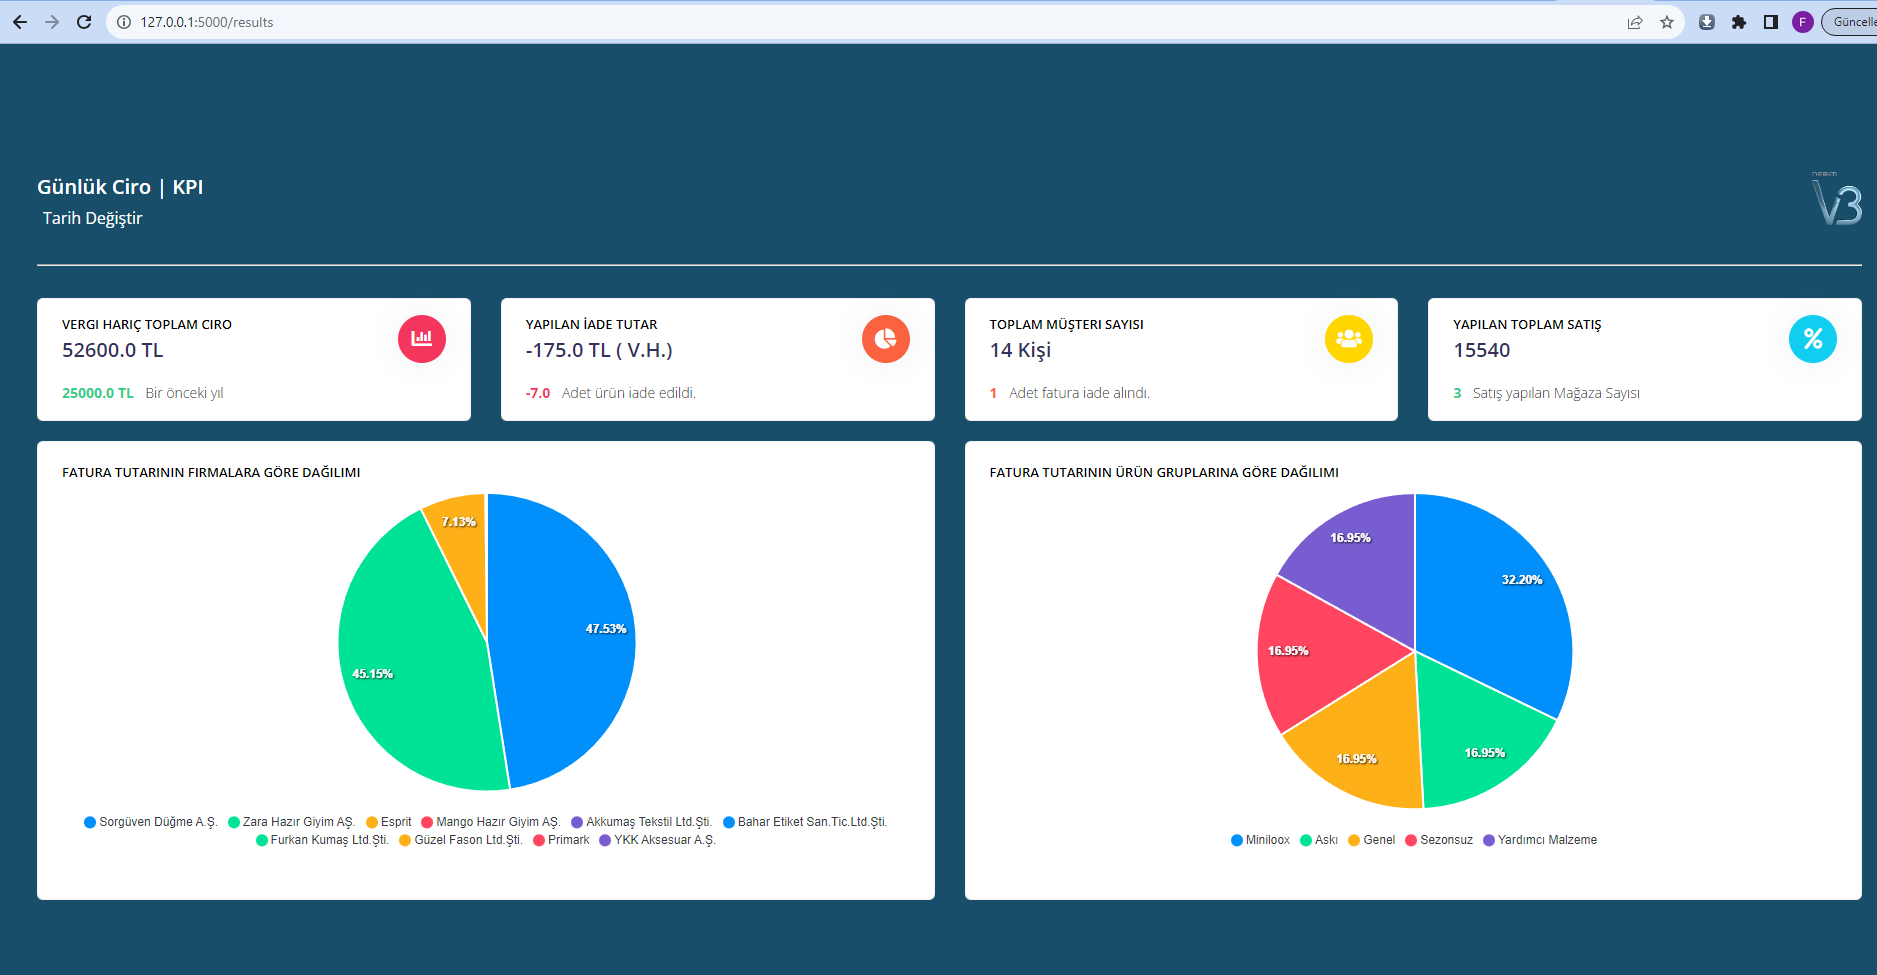 127.0.0.1:5000/results
F
Güncelle
Günlük Ciro | KPI
Tarih Değiştir
V3
VERGI HARIÇ TOPLAM CIRO
52600.0 TL
25000.0 TL Bir önceki yıl
YAPILAN İADE TUTAR
-175.0 TL ( V.H.)
-7.0 Adet ürün iade edildi.
TOPLAM MÜŞTERI SAYISI
14 Kişi
1 Adet fatura iade alındı.
YAPILAN TOPLAM SATIŞ
15540
3 Satış yapılan Mağaza Sayısı
%
FATURA TUTARININ FIRMALARA GÖRE DAĞILIMI
7.13%
47.53%
45.15%
Sorgüven Düğme A.Ş. Zara Hazır Giyim AŞ. Esprit Mango Hazır Giyim AŞ. Akkumaş Tekstil Ltd.Şti. Bahar Etiket San.Tic.Ltd.Şti.
Furkan Kumaş Ltd.Şti. Güzel Fason Ltd.Şti. Primark YKK Aksesuar A.Ş.
FATURA TUTARININ ÜRÜN GRUPLARINA GÖRE DAĞILIMI
16.95%
32.20%
16.95%
16.95%
16.95%
Miniloox Askı Genel Sezonsuz Yardımcı Malzeme